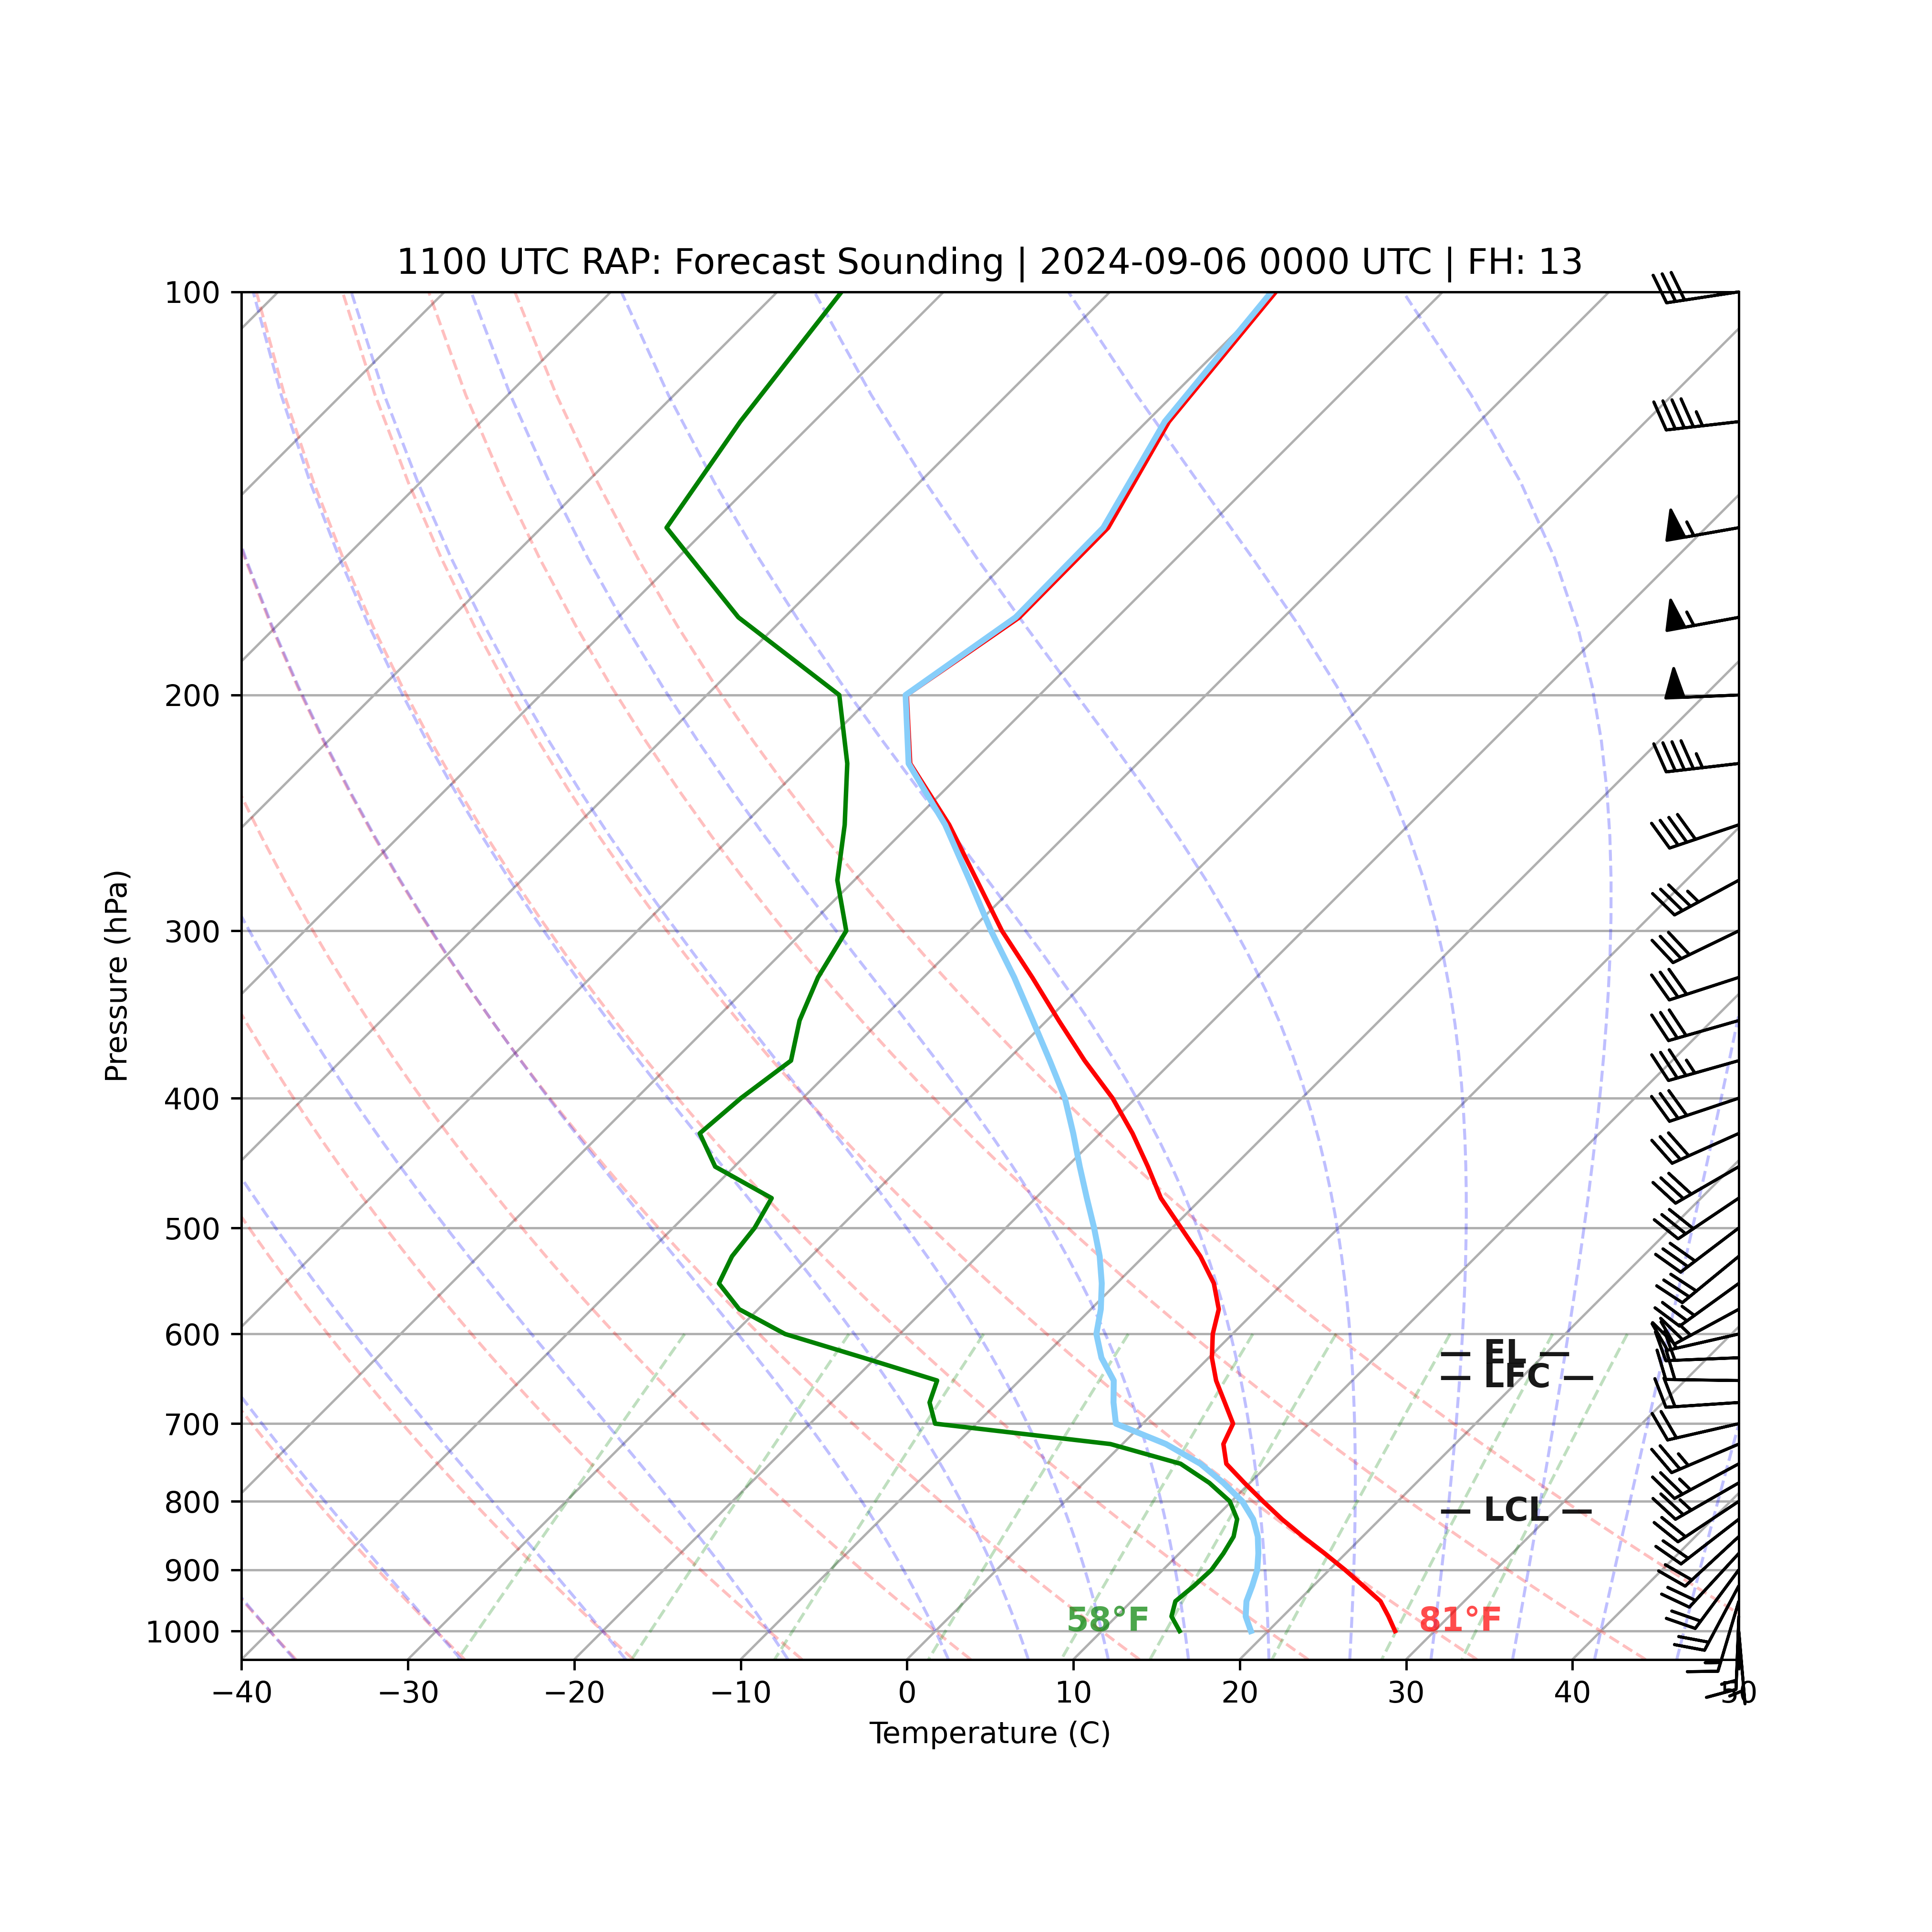 1100 UTC RAP: Forecast Sounding | 2024-09-06 0000 UTC | FH: 13
100
200
300
400
500
600
700
800
900
1000
Pressure (hPa)
— EL —
— LFC —
— LCL —
58°F
81°F
−40 −30 −20 −10 0 10 20 30 40 50
Temperature (C)